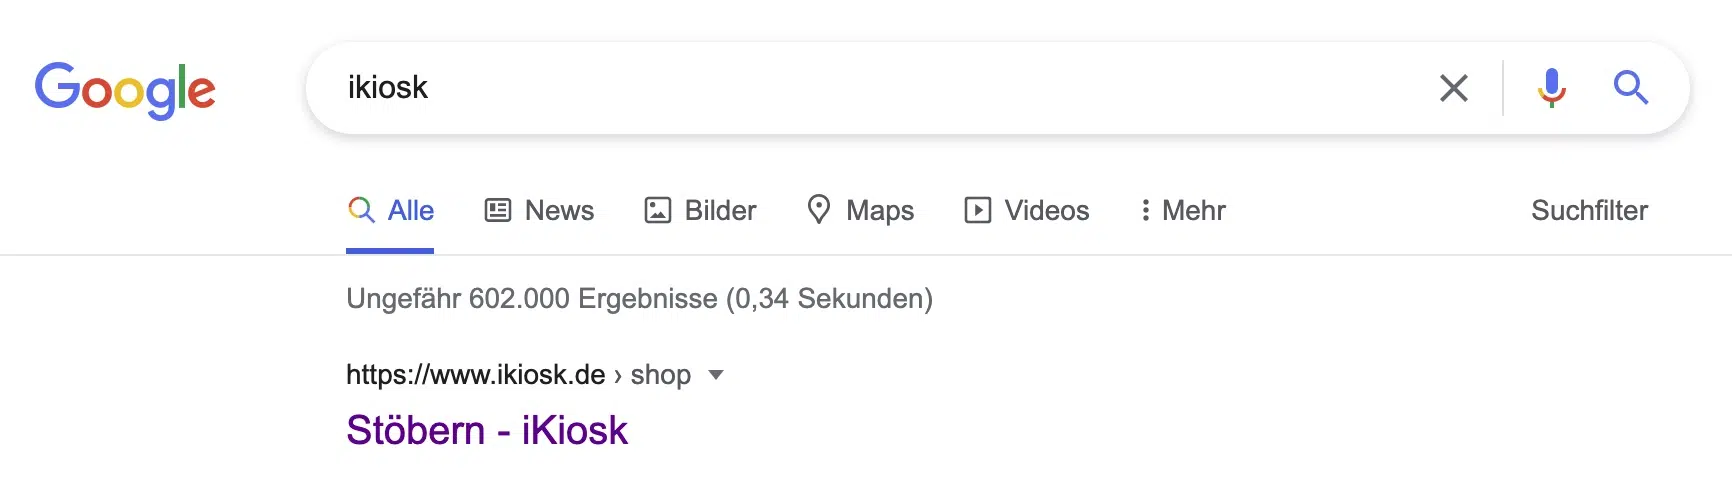 Google
ikiosk
Alle News Bilder Maps Videos Mehr Suchfilter
Ungefähr 602.000 Ergebnisse (0,34 Sekunden)
https://www.ikiosk.de › shop
Stöbern - iKiosk